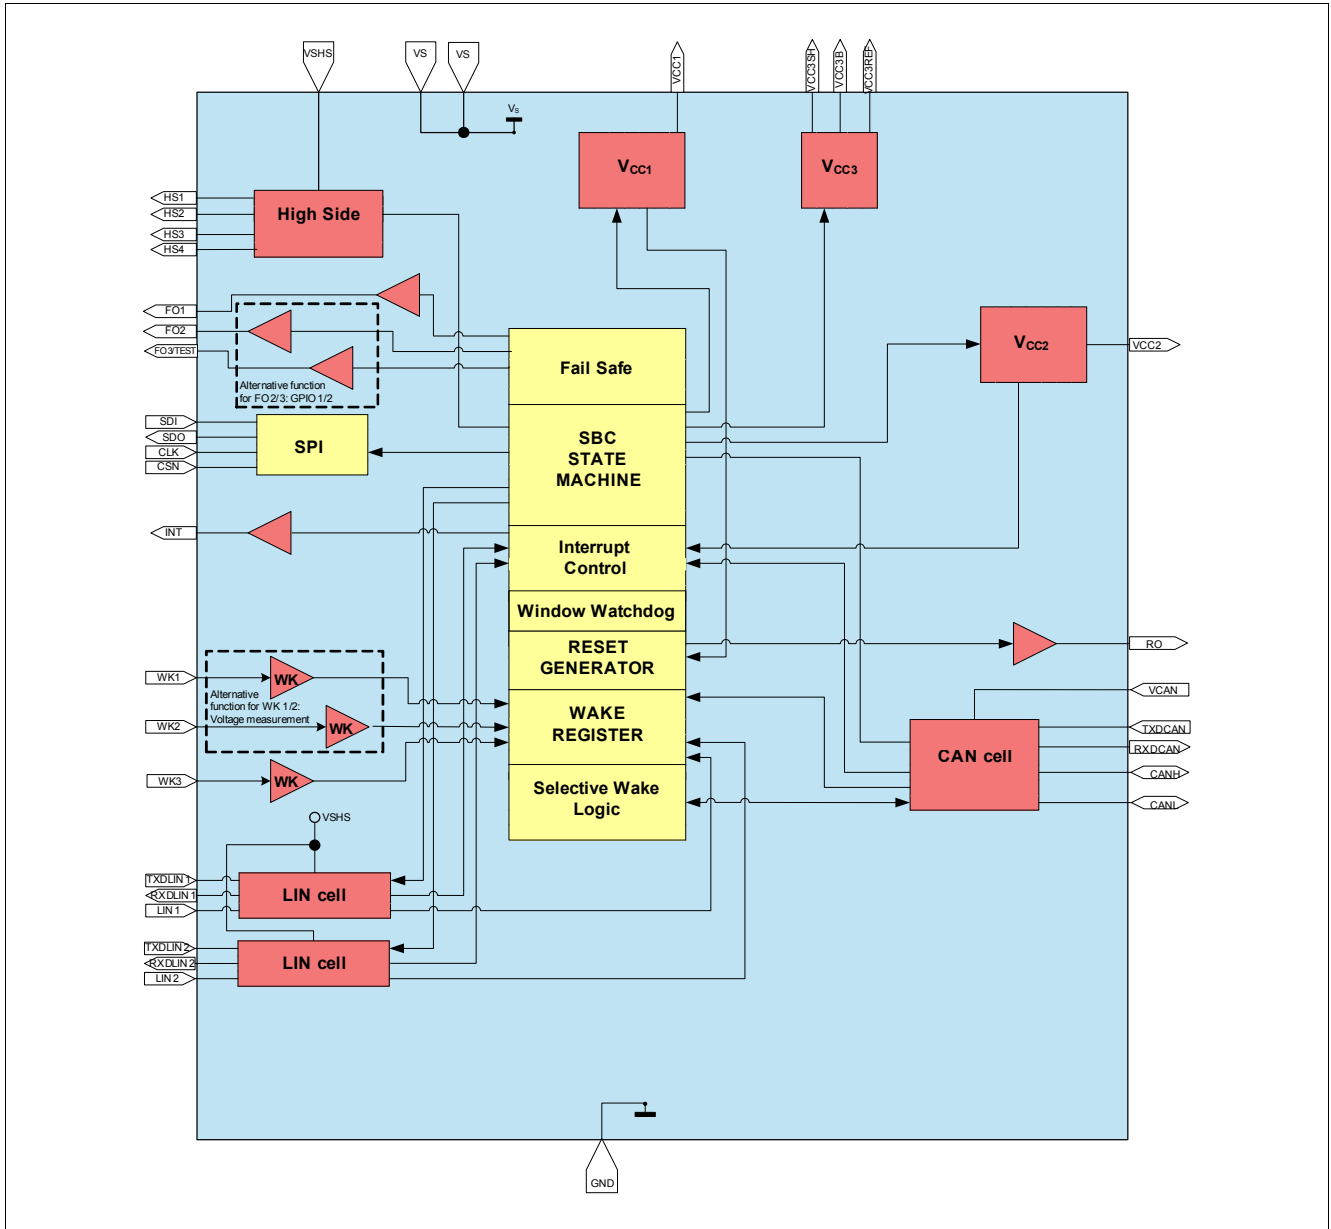 VSHS
VS
VS
VCC1
VCC3SH
VCC3B
VCC3REF
Vs
VCC1
VCC3
HS1
HS2
HS3
HS4
High Side
FO1
FO2
FO3/TEST
Alternative function
for FO2/3: GPIO1/2
Fail Safe
VCC2
VCC2
SDI
SDO
CLK
CSN
SPI
SBC
STATE
MACHINE
INT
Interrupt
Control
Window Watchdog
RESET
GENERATOR
RO
WK1
WK
Alternative
function for WK 1/2:
Voltage measurement
WK2
WK
WAKE
REGISTER
VCAN
TXDCAN
RXDCAN
CANH
CANL
CAN cell
WK3
WK
Selective Wake
Logic
VSHS
TXDLIN1
RXDLIN1
LIN1
LIN cell
TXDLIN2
RXDLIN2
LIN2
LIN cell
GND